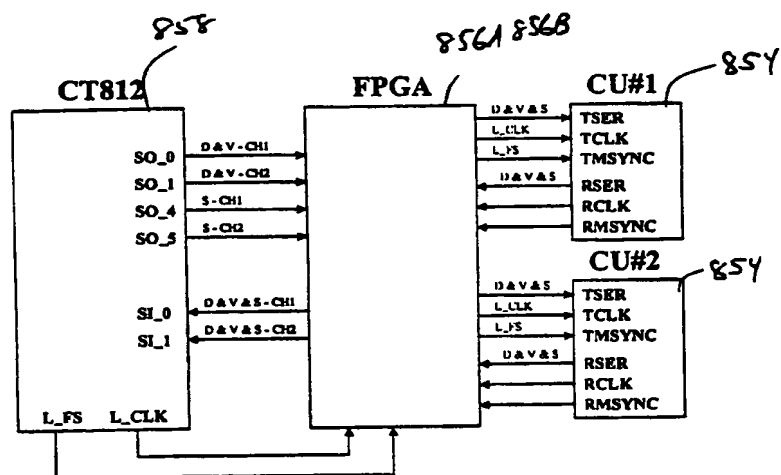 858
856A 856B
854
CT812
FPGA
CU#1
SO_0
D & V - CH1
SO_1
D & V - CH2
SO_4
S - CH1
SO_5
S - CH2
SI_0
D & V & S - CH1
SI_1
D & V & S - CH2
L_FS
L_CLK
D & V & S
TSER
L_CLK
TCLK
L_FS
TMSYNC
D & V & S
RSER
RCLK
RMSYNC
CU#2
854
D & V & S
TSER
L_CLK
TCLK
L_FS
TMSYNC
D & V & S
RSER
RCLK
RMSYNC